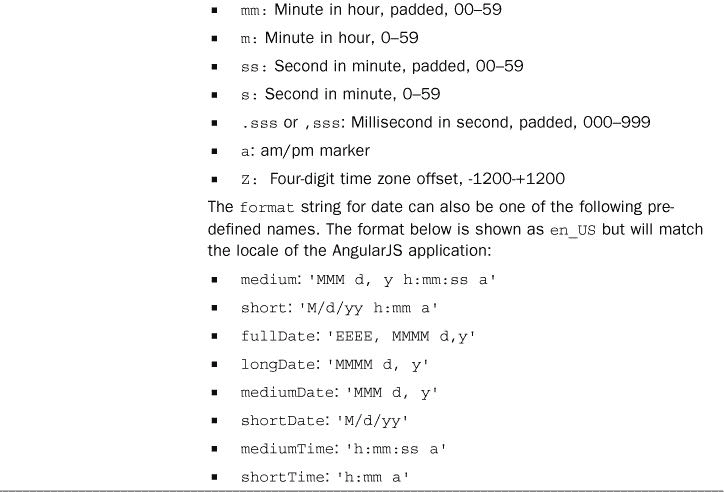 ▪ mm: Minute in hour, padded, 00–59
▪ m: Minute in hour, 0–59
▪ ss: Second in minute, padded, 00–59
▪ s: Second in minute, 0–59
▪ .sss or ,sss: Millisecond in second, padded, 000–999
▪ a: am/pm marker
▪ Z: Four-digit time zone offset, -1200-+1200
The format string for date can also be one of the following pre-
defined names. The format below is shown as en_US but will match
the locale of the AngularJS application:
▪ medium: 'MMM d, y h:mm:ss a'
▪ short: 'M/d/yy h:mm a'
▪ fullDate: 'EEEE, MMMM d,y'
▪ longDate: 'MMMM d, y'
▪ mediumDate: 'MMM d, y'
▪ shortDate: 'M/d/yy'
▪ mediumTime: 'h:mm:ss a'
▪ shortTime: 'h:mm a'